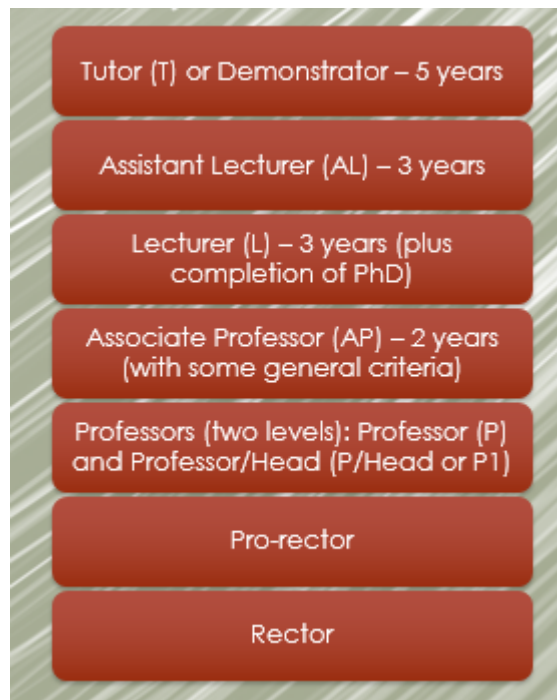 Tutor (T) or Demonstrator – 5 years
Assistant Lecturer (AL) – 3 years
Lecturer (L) – 3 years (plus
completion of PhD)
Associate Professor (AP) – 2 years
(with some general criteria)
Professors (two levels): Professor (P)
and Professor/Head (P/Head or P1)
Pro-rector
Rector